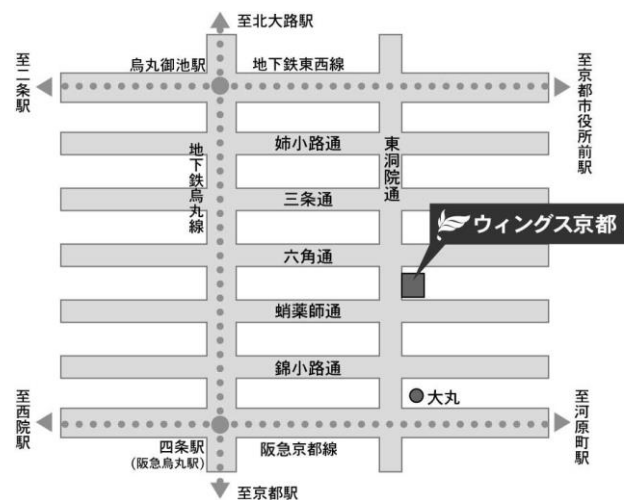 至北大路駅
烏丸御池駅
地下鉄東西線
至二条駅
至京都市役所前駅
姉小路通
地下鉄烏丸線
東洞院通
三条通
ウィングス京都
六角通
蛸薬師通
錦小路通
大丸
至西院駅
至河原町駅
四条駅
(阪急烏丸駅)
阪急京都線
至京都駅